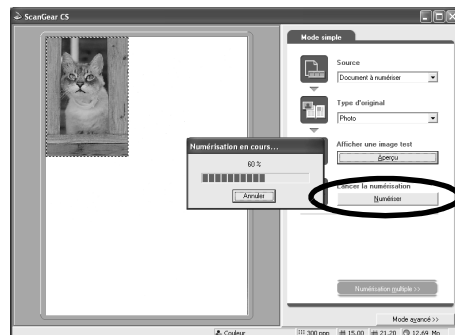 ScanGear CS
Mode simple
Source
Document à numériser
Type d'original
Photo
Afficher une image test
Aperçu
Lancer la numérisation
Numériser
Numérisation en cours...
60 %
Annuler
Numérisation multiple >>
Mode avancé >>
Couleur
300 ppp
15,00
21,20
12,69 Mo